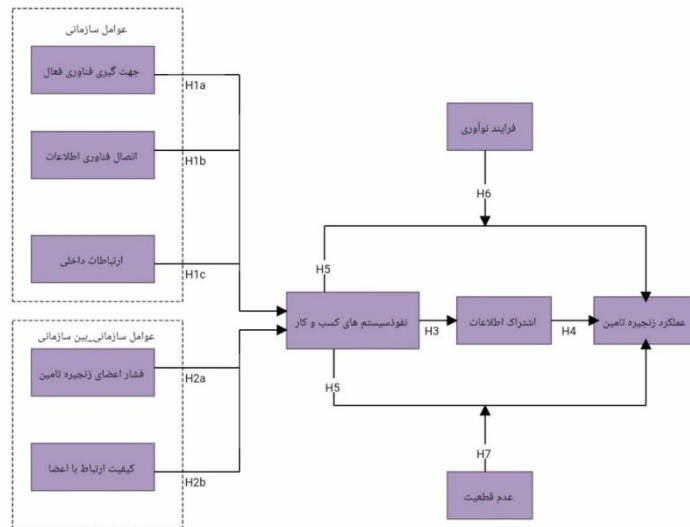 عوامل سازمانی
جهت گیری فناوری فعال
H1a
اتصال فناوری اطلاعات
H1b
ارتباطات داخلی
H1c
فرایند نوآوری
H6
H5
نفوذسیستم های کسب و کار
H3
اشتراک اطلاعات
H4
عملکرد زنجیره تامین
عوامل سازمانی_بین سازمانی
فشار اعضای زنجیره تامین
H2a
H5
کیفیت ارتباط با اعضا
H2b
H7
عدم قطعیت